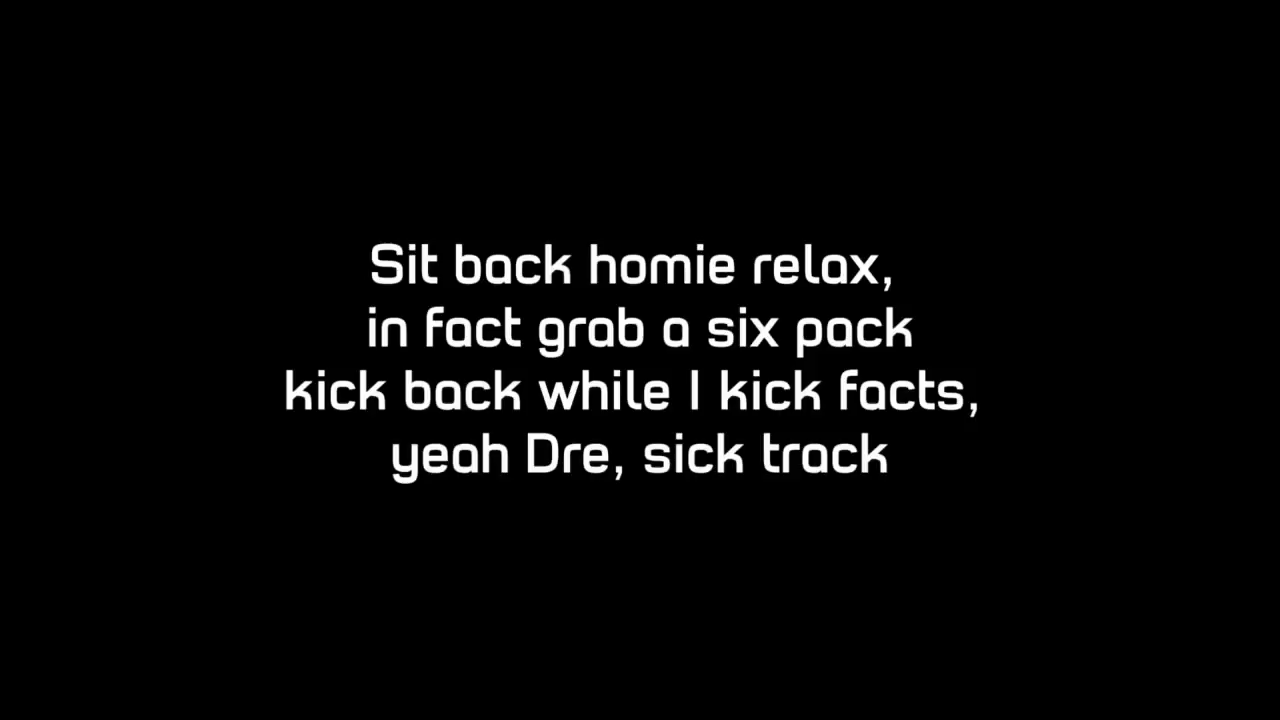 Sit back homie relax,
in fact grab a six pack
kick back while I kick facts,
yeah Dre, sick track